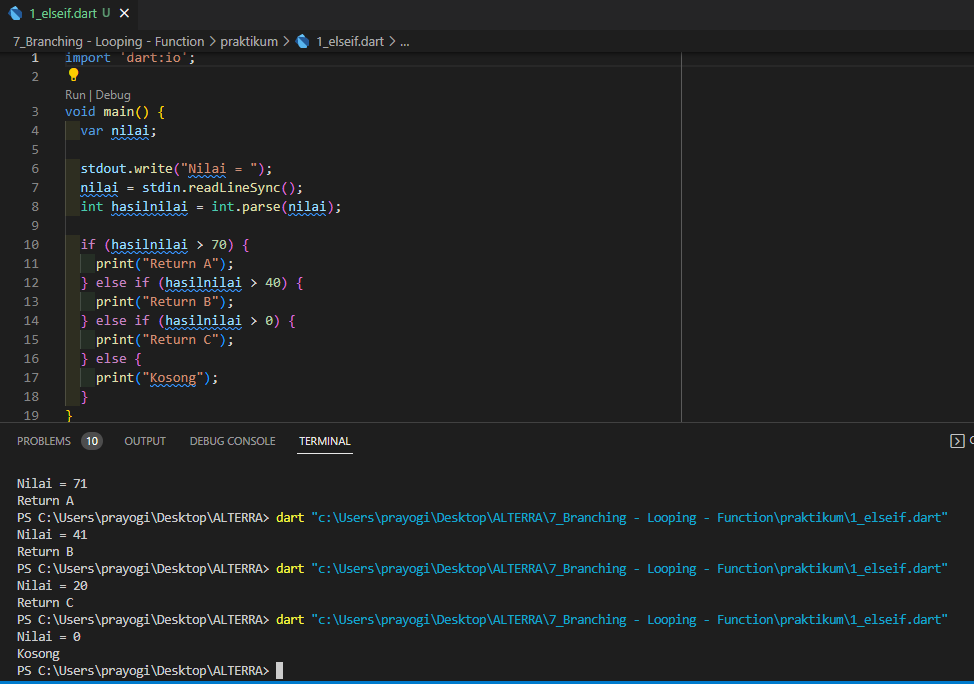 1_elseif.dart U
7_Branching - Looping - Function > praktikum > 1_elseif.dart > ...
1 import 'dart:io';
2
Run | Debug
3 void main() {
4 var nilai;
5
6 stdout.write("Nilai = ");
7 nilai = stdin.readLineSync();
8 int hasilnilai = int.parse(nilai);
9
10 if (hasilnilai > 70) {
11 print("Return A");
12 } else if (hasilnilai > 40) {
13 print("Return B");
14 } else if (hasilnilai > 0) {
15 print("Return C");
16 } else {
17 print("Kosong");
18 }
19 }
PROBLEMS 10 OUTPUT DEBUG CONSOLE TERMINAL
Nilai = 71
Return A
PS C:\Users\prayogi\Desktop\ALTERRA> dart "c:\Users\prayogi\Desktop\ALTERRA\7_Branching - Looping - Function\praktikum\1_elseif.dart"
Nilai = 41
Return B
PS C:\Users\prayogi\Desktop\ALTERRA> dart "c:\Users\prayogi\Desktop\ALTERRA\7_Branching - Looping - Function\praktikum\1_elseif.dart"
Nilai = 20
Return C
PS C:\Users\prayogi\Desktop\ALTERRA> dart "c:\Users\prayogi\Desktop\ALTERRA\7_Branching - Looping - Function\praktikum\1_elseif.dart"
Nilai = 0
Kosong
PS C:\Users\prayogi\Desktop\ALTERRA>